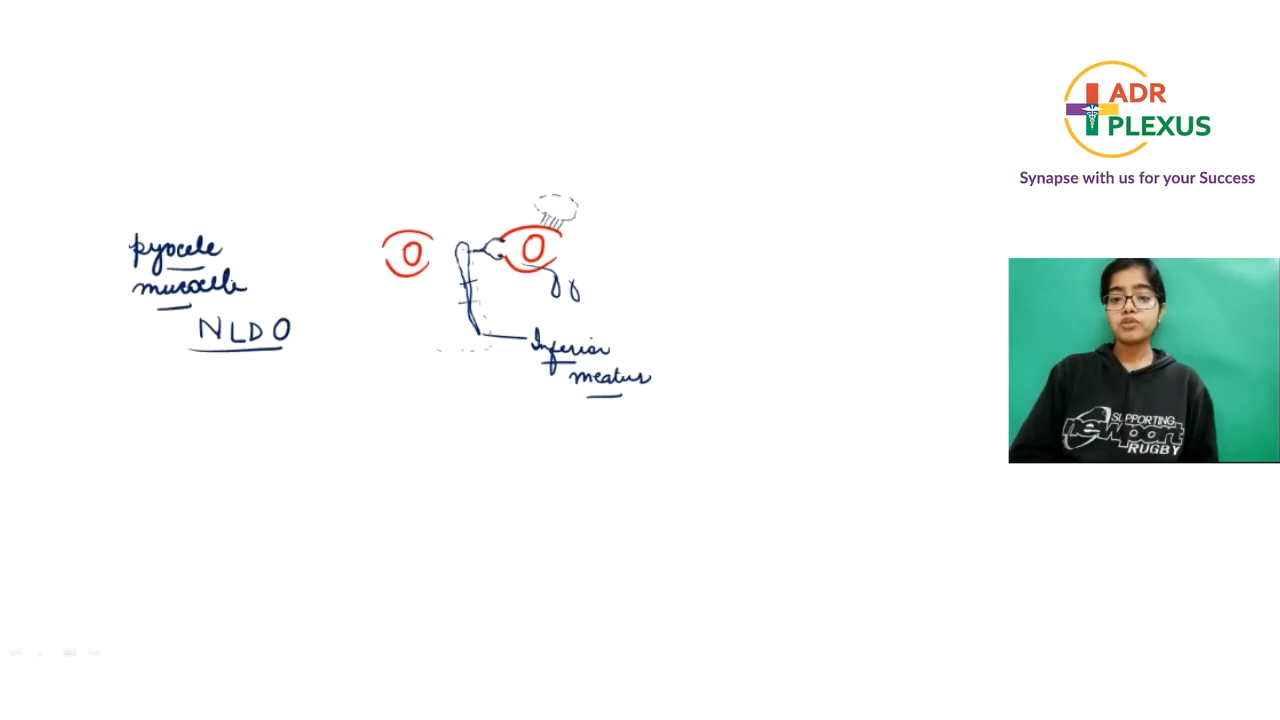 ADR
PLEXUS
Synapse with us for your Success
pyocele
mucocele
NLDO
Inferior
meatus
SUPPORTING
newport
RUGBY